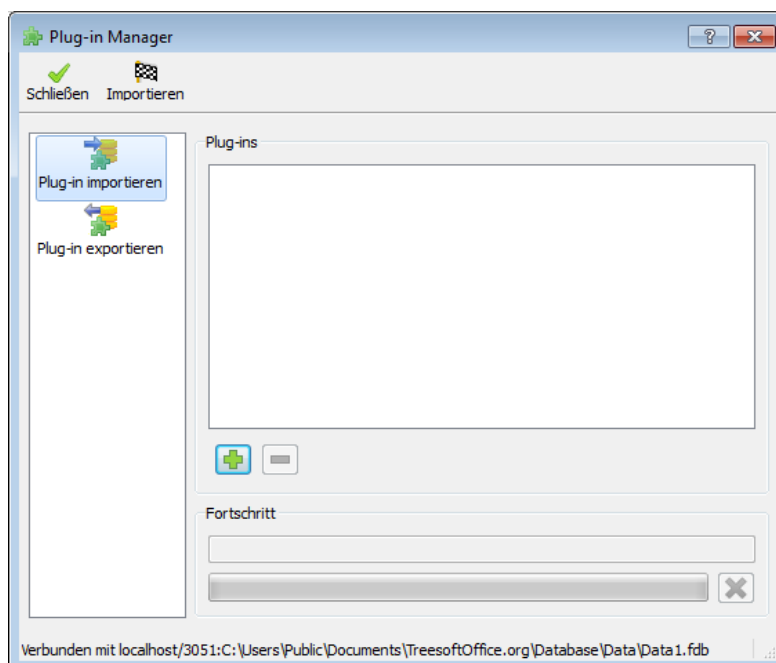 Plug-in Manager
Schließen Importieren
Plug-in importieren
Plug-in exportieren
Plug-ins
Fortschritt
Verbunden mit localhost/3051:C:\Users\Public\Documents\TreesoftOffice.org\Database\Data\Data1.fdb